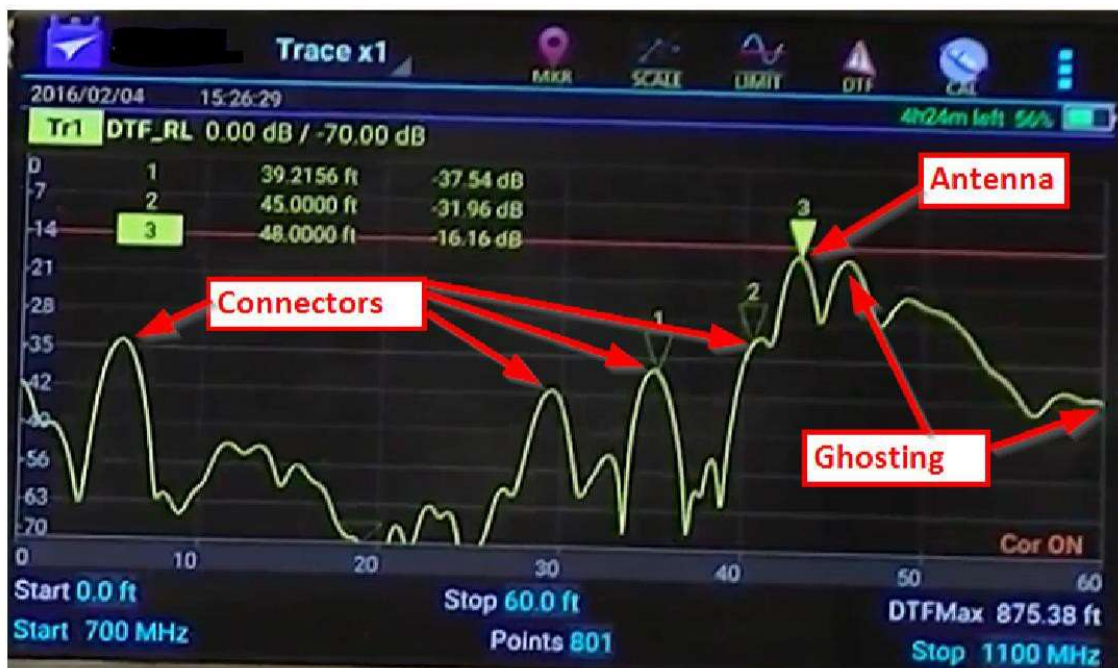 Trace x1
MKR SCALE LIMIT DTF CAL
2016/02/04 15:26:29
4h24m left 56%
Tr1 DTF_RL 0.00 dB / -70.00 dB
0
-7
-14
-21
-28
-35
-42
-49
-56
-63
-70
1 39.2156 ft -37.54 dB
2 45.0000 ft -31.96 dB
3 48.0000 ft -16.16 dB
Antenna
3
Connectors
2
1
Ghosting
Cor ON
0 10 20 30 40 50 60
Start 0.0 ft Stop 60.0 ft DTFMax 875.38 ft
Start 700 MHz Points 801 Stop 1100 MHz